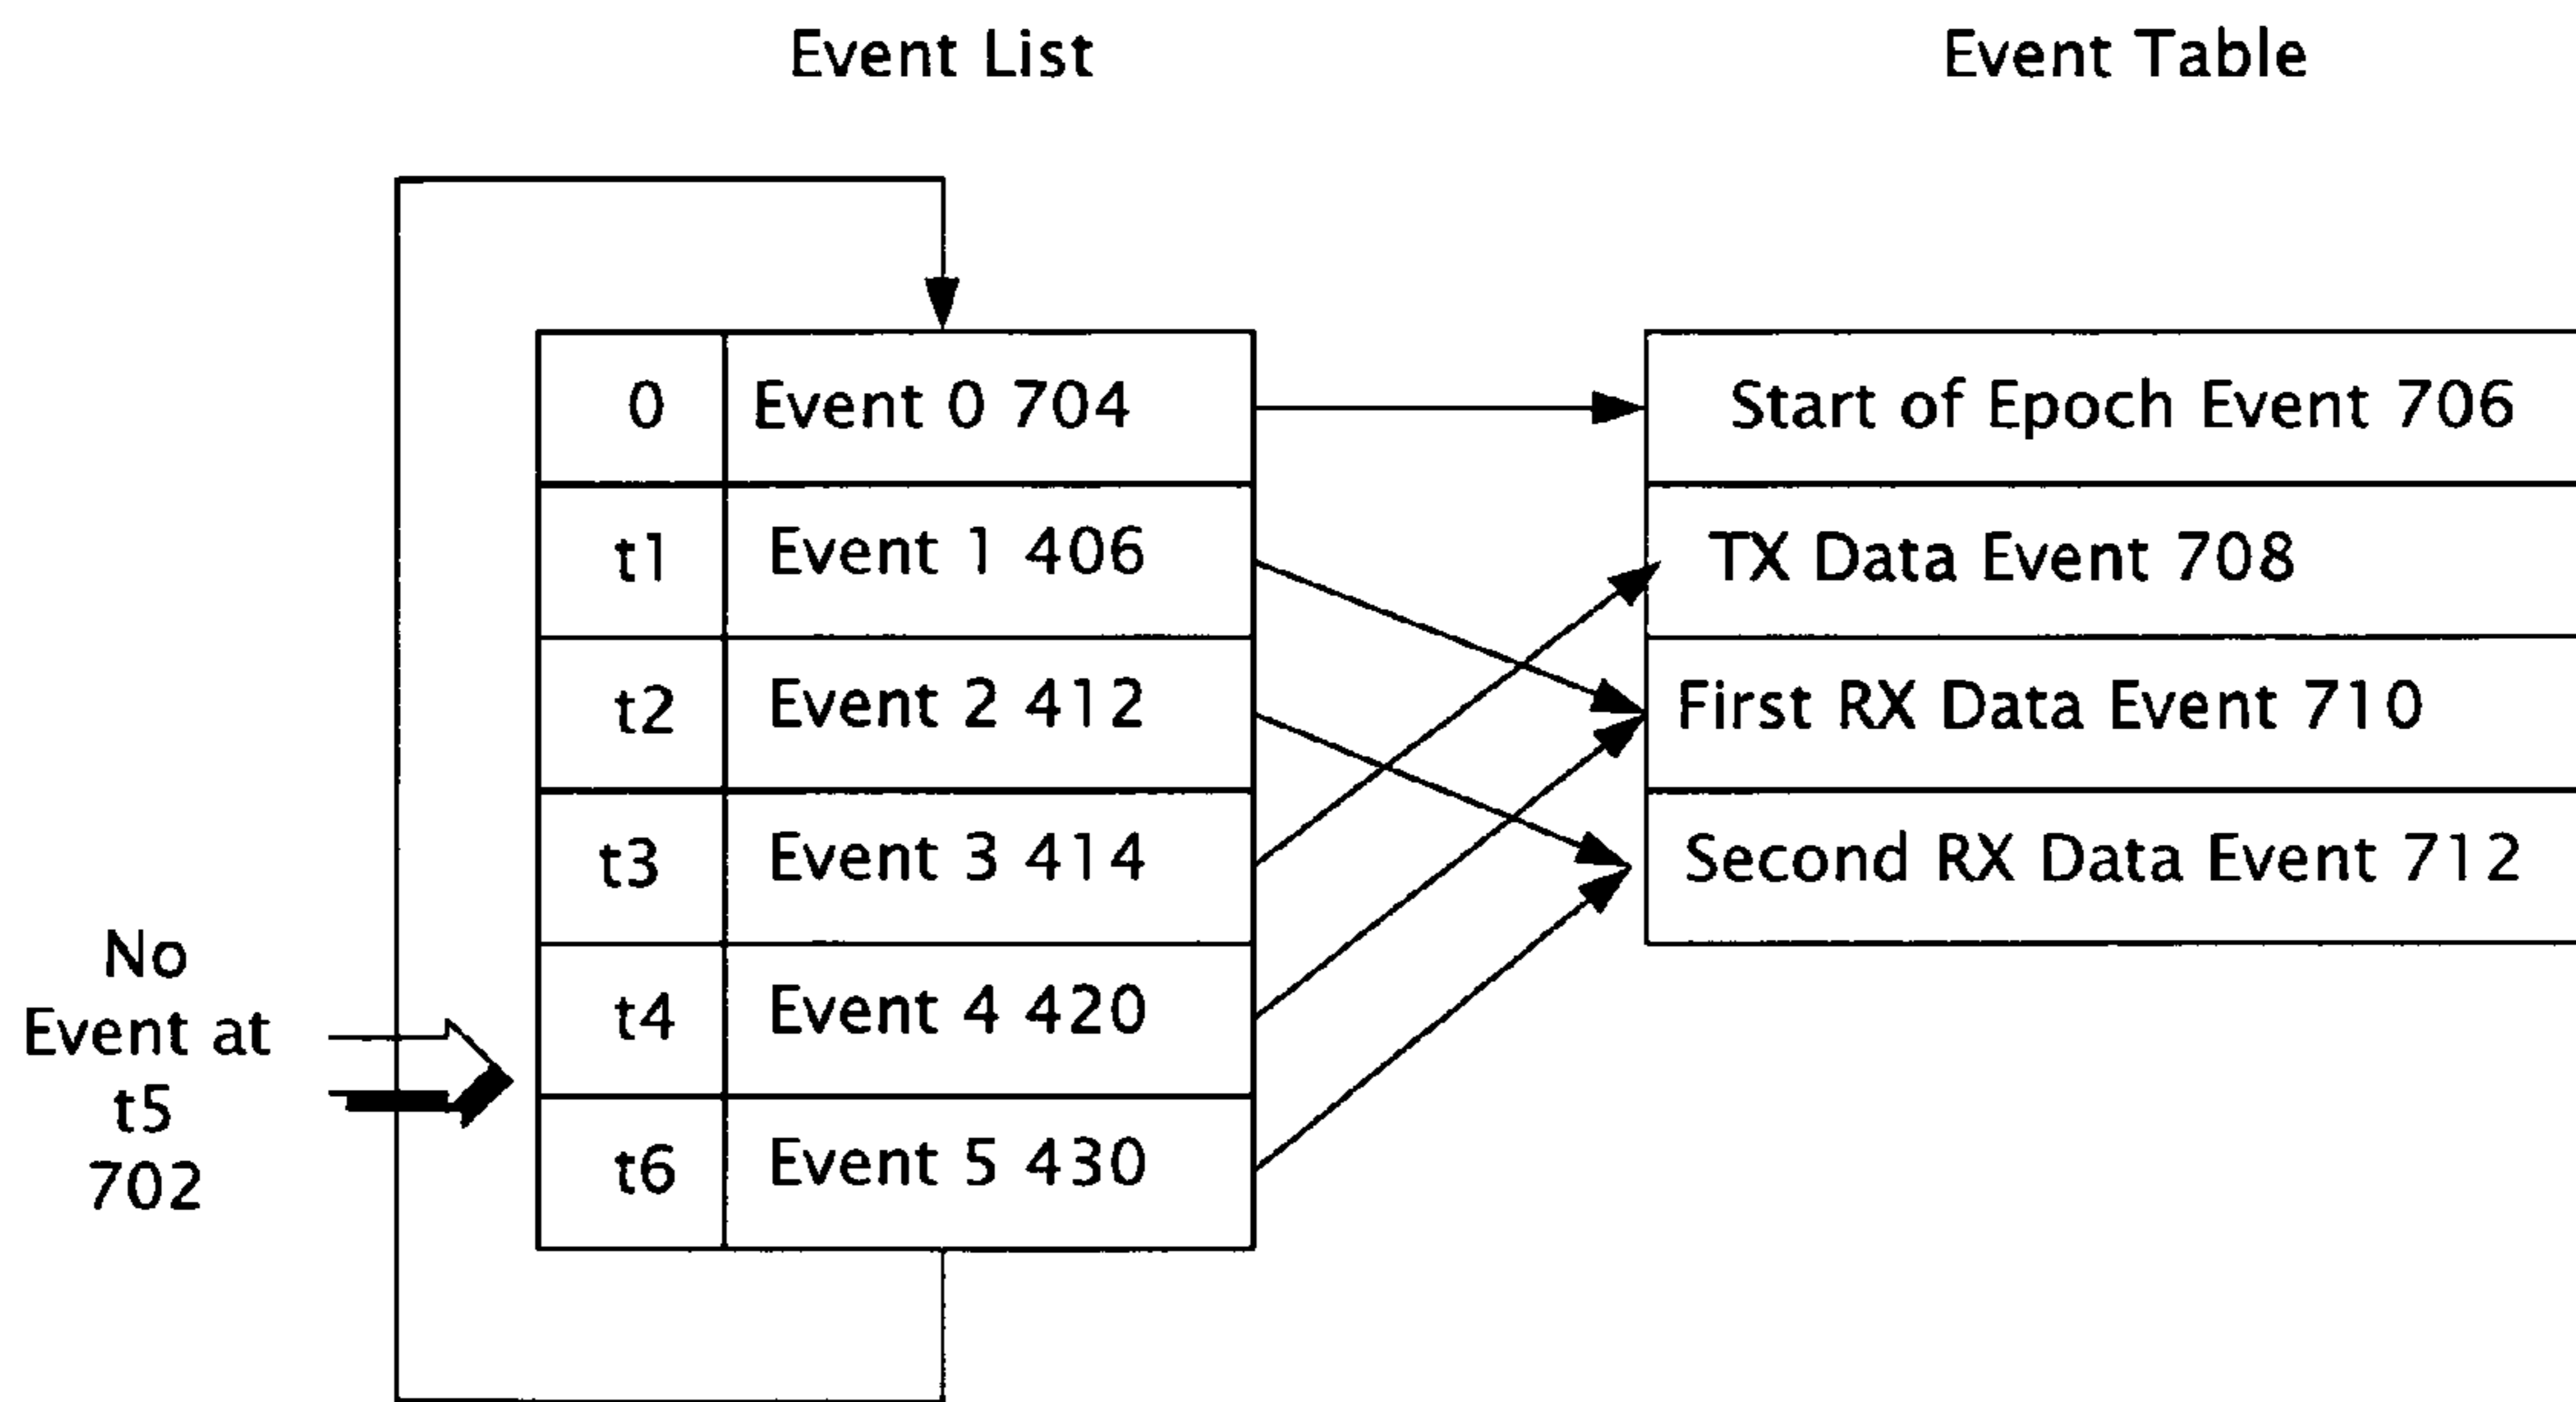 Event List
Event Table
0
Event 0 704
Start of Epoch Event 706
t1
Event 1 406
TX Data Event 708
t2
Event 2 412
First RX Data Event 710
t3
Event 3 414
Second RX Data Event 712
No
Event at
t5
702
t4
Event 4 420
t6
Event 5 430